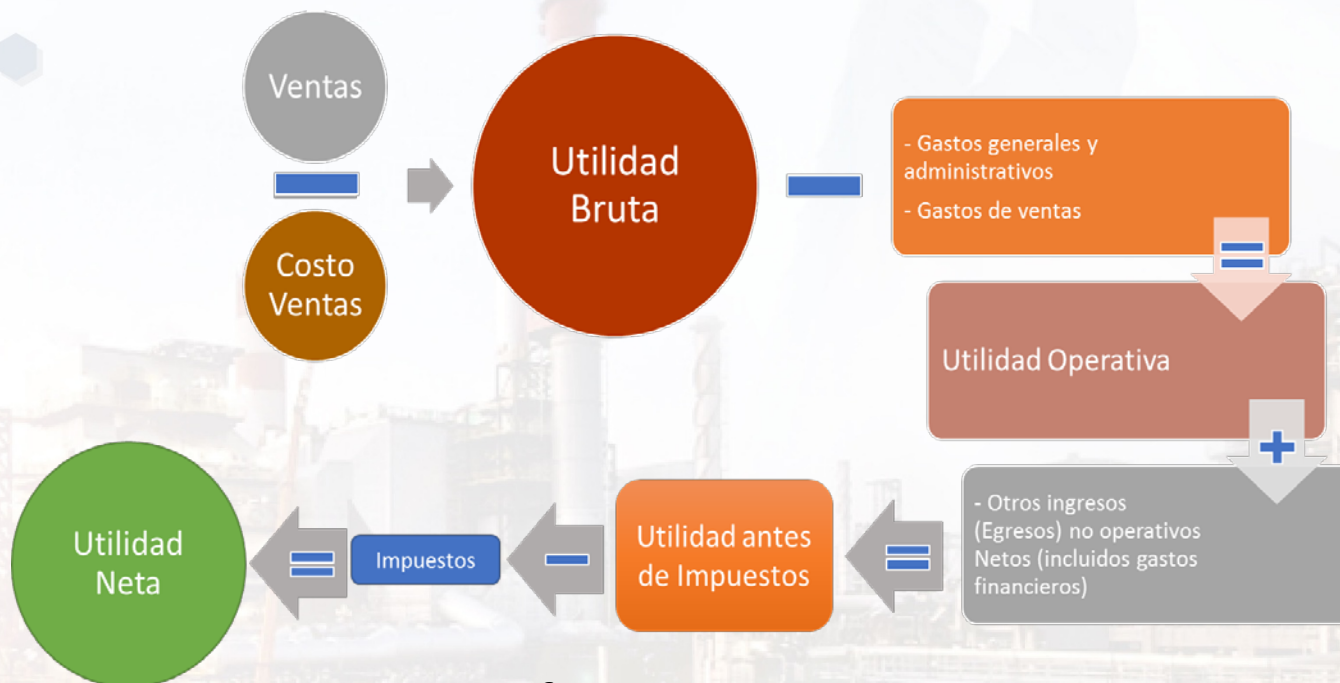 Ventas
Costo
Ventas
Utilidad
Bruta
- Gastos generales y
administrativos
- Gastos de ventas
Utilidad Operativa
- Otros ingresos
(Egresos) no operativos
Netos (incluidos gastos
financieros)
Utilidad antes
de Impuestos
Impuestos
Utilidad
Neta